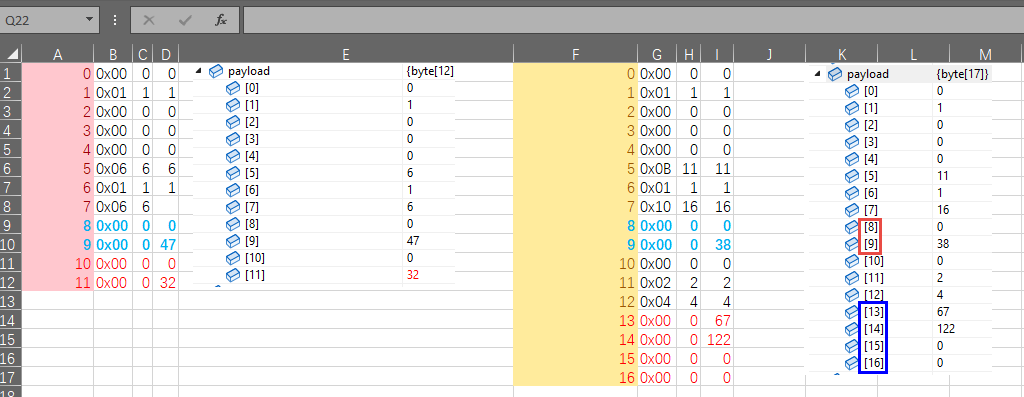 Q22 fx
A B C D E F G H I J K L M
1 0 0x00 0 0 payload {byte[12] 0 0x00 0 0 payload {byte[17]}
2 1 0x01 1 1 [0] 0 1 0x01 1 1 [0] 0
3 2 0x00 0 0 [1] 1 2 0x00 0 0 [1] 1
4 3 0x00 0 0 [2] 0 3 0x00 0 0 [2] 0
[3] 0 [3] 0
5 4 0x00 0 0 [4] 0 4 0x00 0 0 [4] 0
6 5 0x06 6 6 [5] 6 5 0x0B 11 11 [5] 11
7 6 0x01 1 1 [6] 1 6 0x01 1 1 [6] 1
8 7 0x06 6 [7] 6 7 0x10 16 16 [7] 16
9 8 0x00 0 0 [8] 0 8 0x00 0 0 [8] 0
10 9 0x00 0 47 [9] 47 9 0x00 0 38 [9] 38
11 10 0x00 0 0 [10] 0 10 0x00 0 0 [10] 0
12 11 0x00 0 32 [11] 32 11 0x02 2 2 [11] 2
13 12 0x04 4 4 [12] 4
14 13 0x00 0 67 [13] 67
15 14 0x00 0 122 [14] 122
16 15 0x00 0 0 [15] 0
17 16 0x00 0 0 [16] 0